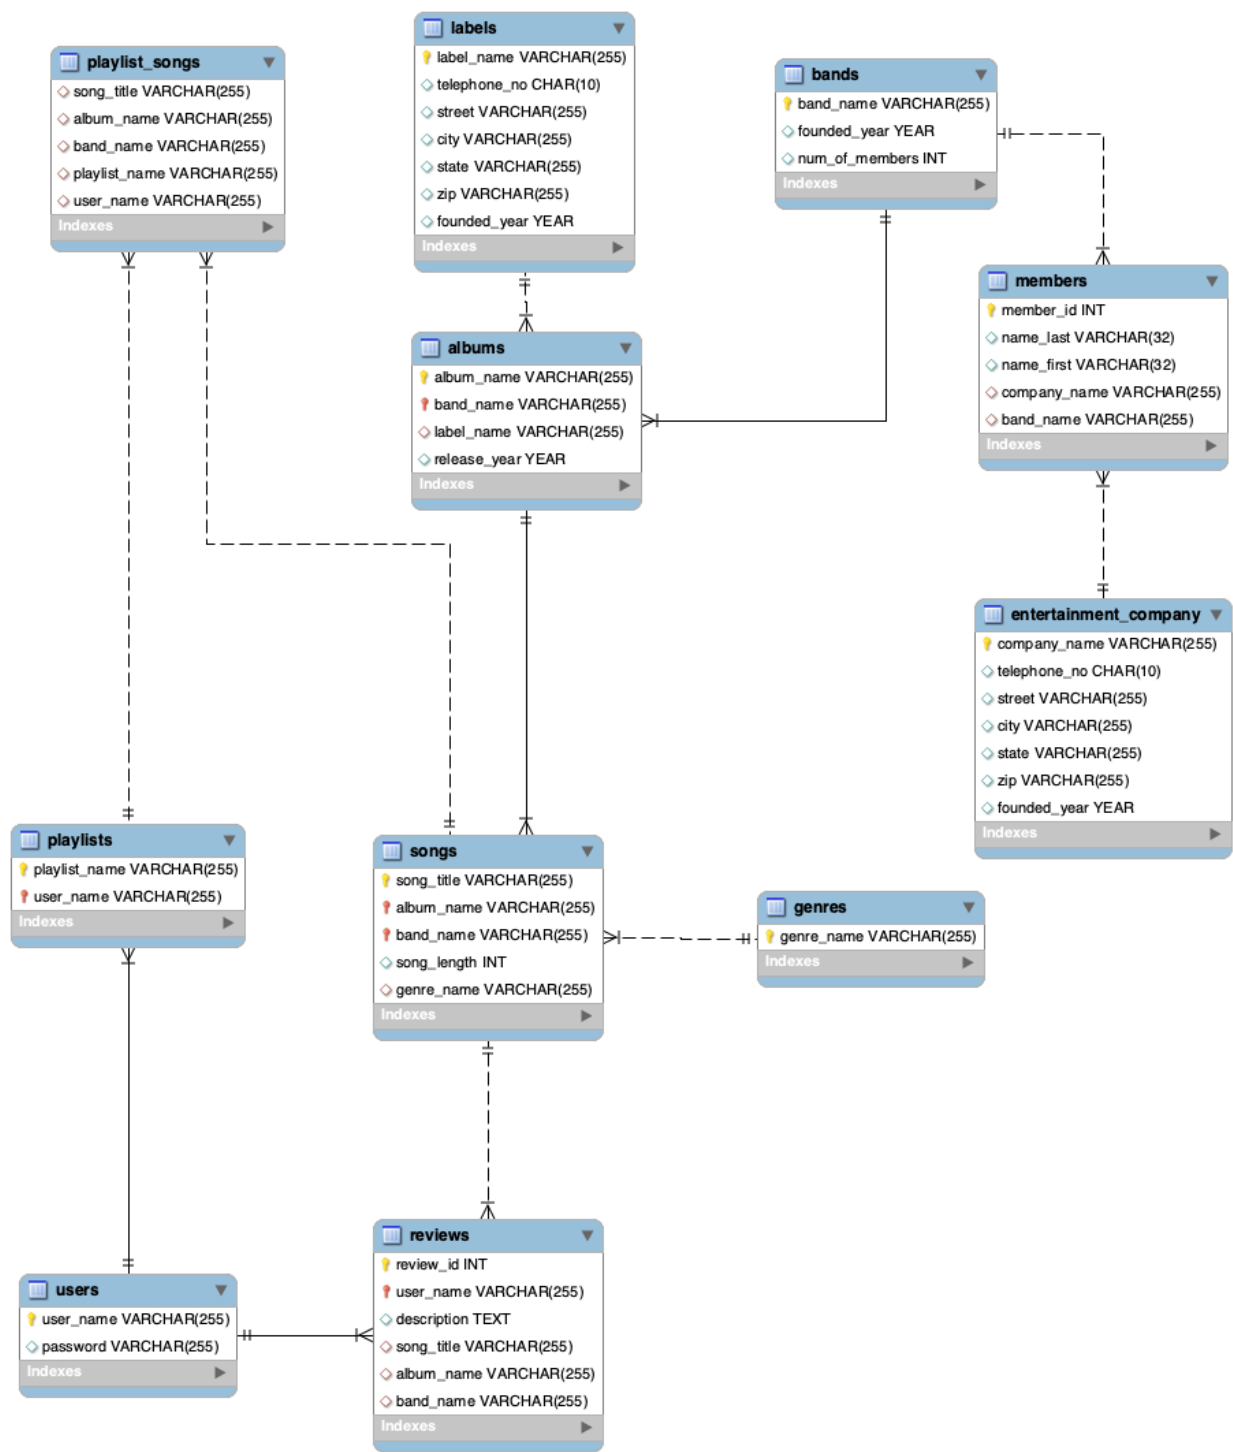 playlist_songs
song_title VARCHAR(255)
album_name VARCHAR(255)
band_name VARCHAR(255)
playlist_name VARCHAR(255)
user_name VARCHAR(255)
Indexes
labels
label_name VARCHAR(255)
telephone_no CHAR(10)
street VARCHAR(255)
city VARCHAR(255)
state VARCHAR(255)
zip VARCHAR(255)
founded_year YEAR
Indexes
bands
band_name VARCHAR(255)
founded_year YEAR
num_of_members INT
Indexes
members
member_id INT
name_last VARCHAR(32)
name_first VARCHAR(32)
company_name VARCHAR(255)
band_name VARCHAR(255)
Indexes
albums
album_name VARCHAR(255)
band_name VARCHAR(255)
label_name VARCHAR(255)
release_year YEAR
Indexes
entertainment_company
company_name VARCHAR(255)
telephone_no CHAR(10)
street VARCHAR(255)
city VARCHAR(255)
state VARCHAR(255)
zip VARCHAR(255)
founded_year YEAR
Indexes
playlists
playlist_name VARCHAR(255)
user_name VARCHAR(255)
Indexes
songs
song_title VARCHAR(255)
album_name VARCHAR(255)
band_name VARCHAR(255)
song_length INT
genre_name VARCHAR(255)
Indexes
genres
genre_name VARCHAR(255)
Indexes
users
user_name VARCHAR(255)
password VARCHAR(255)
Indexes
reviews
review_id INT
user_name VARCHAR(255)
description TEXT
song_title VARCHAR(255)
album_name VARCHAR(255)
band_name VARCHAR(255)
Indexes